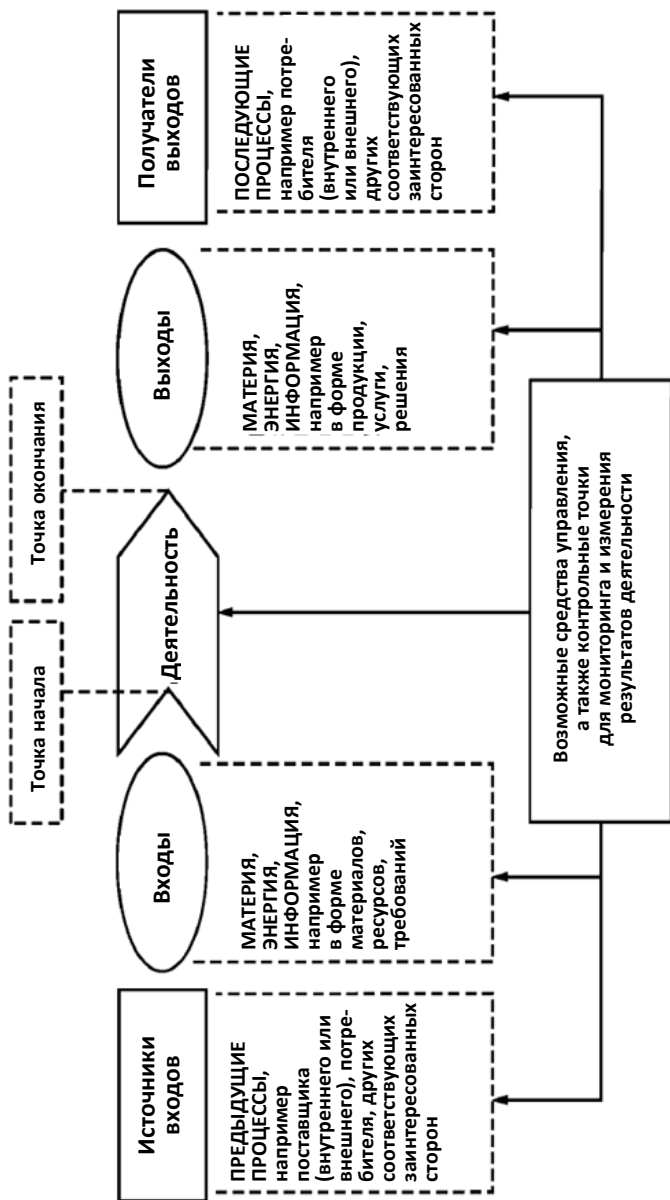 Точка начала
Точка окончания
Источники
входов
Входы
Деятельность
Выходы
Получатели
выходов
ПРЕДЫДУЩИЕ
ПРОЦЕССЫ,
например
поставщика
(внутреннего или
внешнего), потре-
бителя, других
соответствующих
заинтересованных
сторон
МАТЕРИЯ,
ЭНЕРГИЯ,
ИНФОРМАЦИЯ,
например
в форме
материалов,
ресурсов,
требований
МАТЕРИЯ,
ЭНЕРГИЯ,
ИНФОРМАЦИЯ,
например
в форме
продукции,
услуги,
решения
ПОСЛЕДУЮЩИЕ
ПРОЦЕССЫ,
например потре-
бителя
(внутреннего
или внешнего),
других
соответствующих
заинтересованных
сторон
Возможные средства управления,
а также контрольные точки
для мониторинга и измерения
результатов деятельности